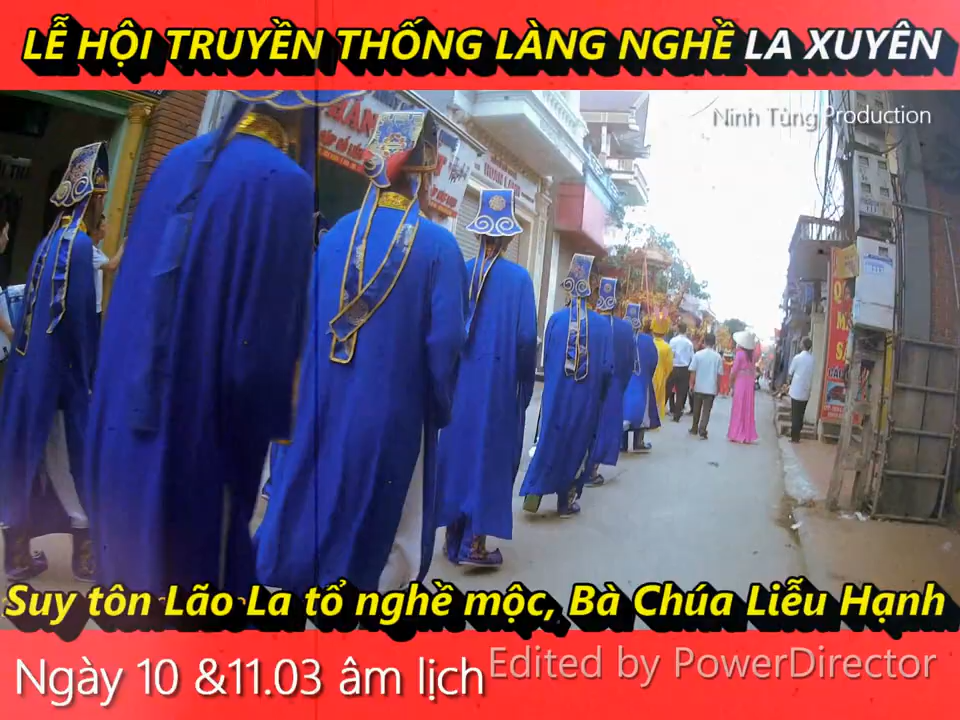 LỄ HỘI TRUYỀN THỐNG LÀNG NGHỀ LA XUYÊN
Ninh Tùng Production
Suy tôn Lão La tổ nghề mộc, Bà Chúa Liễu Hạnh
Ngày 10 &11.03 âm lịch
Edited by PowerDirector